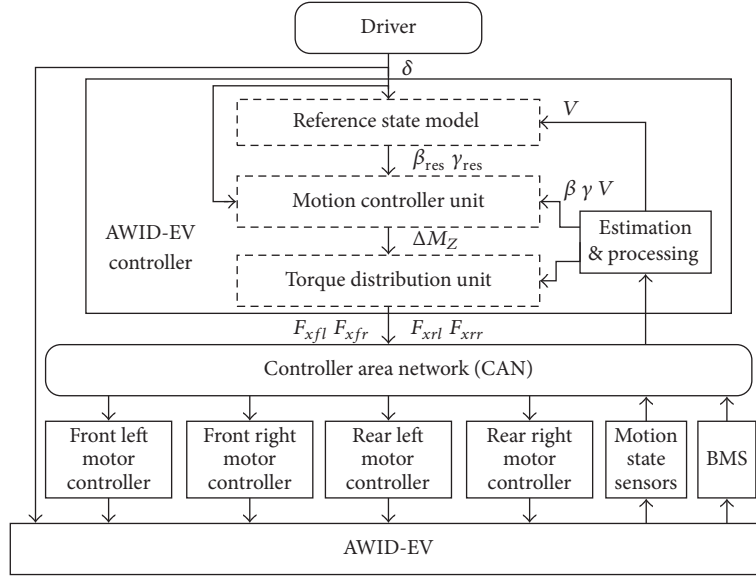 Driver
δ
Reference state model
V
β_res γ_res
Motion controller unit
β γ V
AWID-EV
controller
Estimation
& processing
ΔM_Z
Torque distribution unit
F_xfl F_xfr F_xrl F_xrr
Controller area network (CAN)
Front left
motor
controller
Front right
motor
controller
Rear left
motor
controller
Rear right
motor
controller
Motion
state
sensors
BMS
AWID-EV